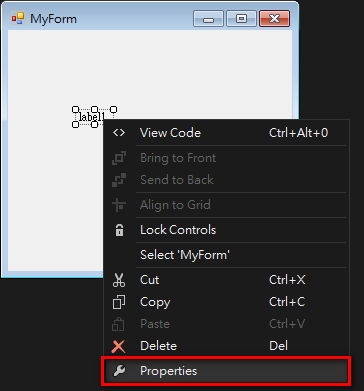 MyForm
label1
View Code Ctrl+Alt+0
Bring to Front
Send to Back
Align to Grid
Lock Controls
Select 'MyForm'
Cut Ctrl+X
Copy Ctrl+C
Paste Ctrl+V
Delete Del
Properties